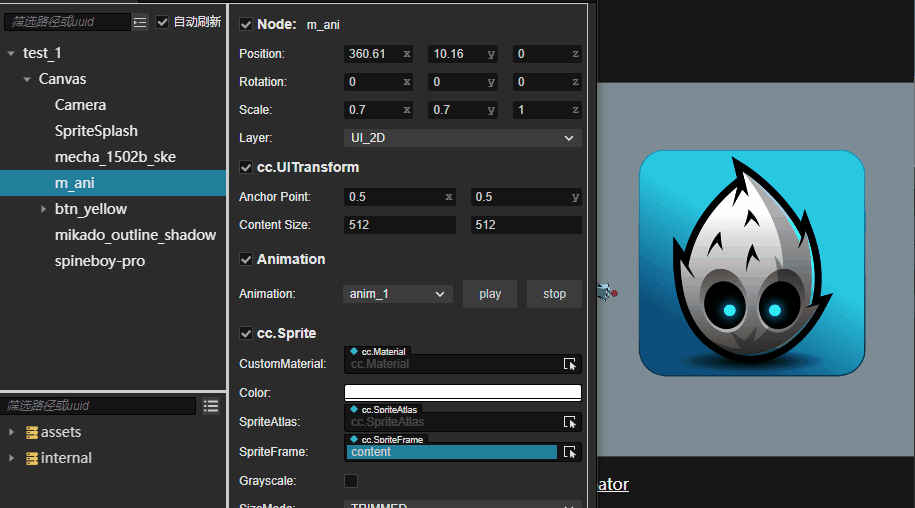 筛选路径或uuid
自动刷新
test_1
Canvas
Camera
SpriteSplash
mecha_1502b_ske
m_ani
btn_yellow
mikado_outline_shadow
spineboy-pro
筛选路径或uuid
assets
internal
Node: m_ani
Position: 360.61 x 10.16 y 0 z
Rotation: 0 x 0 y 0 z
Scale: 0.7 x 0.7 y 1 z
Layer: UI_2D
cc.UITransform
Anchor Point: 0.5 x 0.5 y
Content Size: 512 512
Animation
Animation: anim_1 play stop
cc.Sprite
cc.Material
CustomMaterial: cc.Material
Color:
cc.SpriteAtlas
SpriteAtlas: cc.SpriteAtlas
cc.SpriteFrame
SpriteFrame: content
Grayscale:
SizeMode: TRIMMED
ator